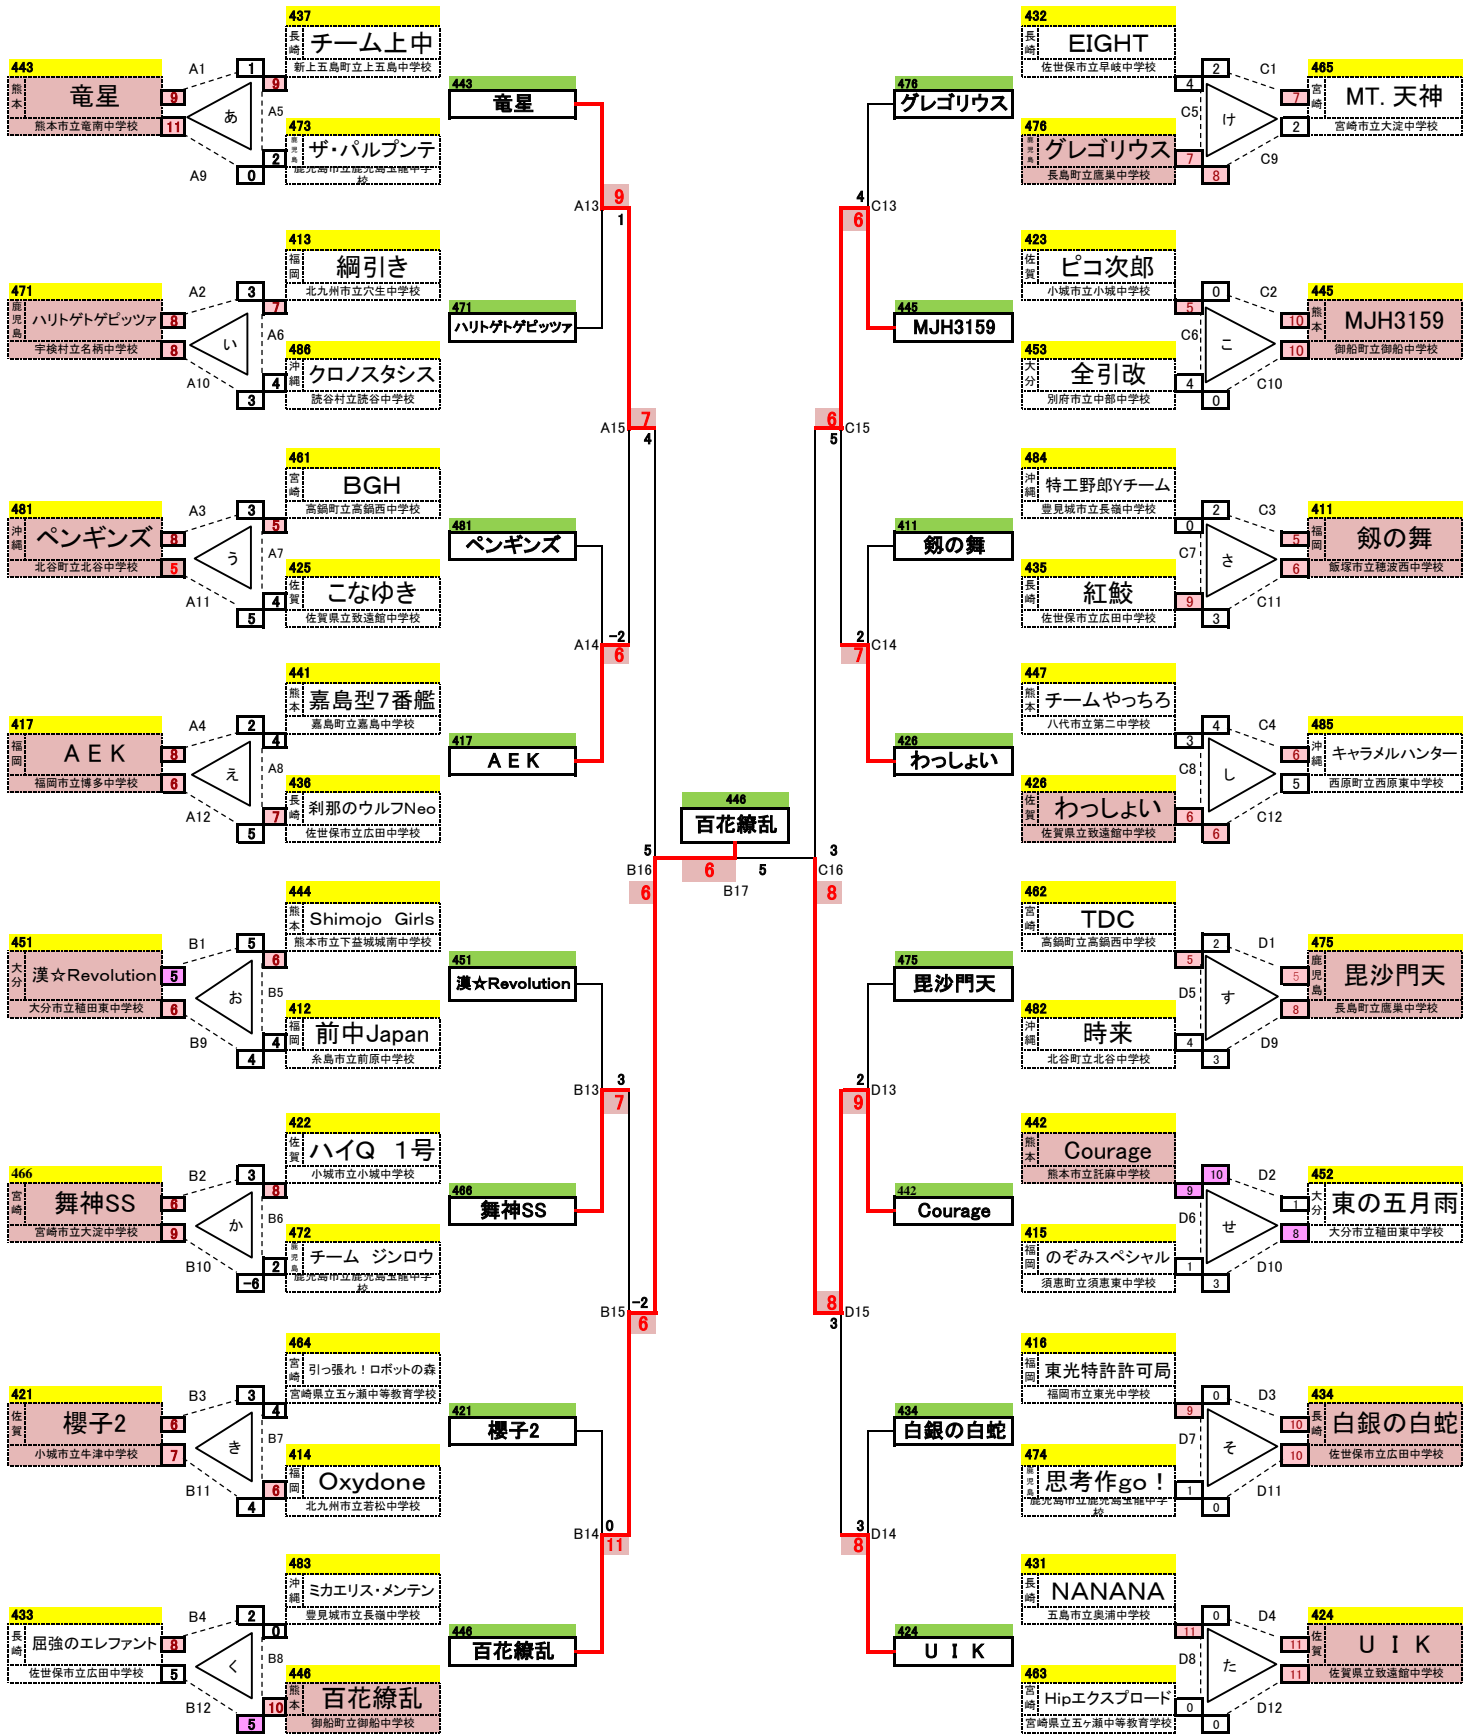 437
長崎 チーム上中
新上五島町立上五島中学校
443
熊本 竜星
熊本市立竜南中学校
A1
1
9
9
11
あ
A5
473
鹿児島 ザ・パルプンテ
鹿児島市立鹿児島玉龍中学校
2
0
A9
413
福岡 綱引き
北九州市立穴生中学校
471
鹿児島 ハリトゲトゲピッツァ
宇検村立名柄中学校
A2
3
7
8
8
い
A6
486
沖縄 クロノスタシス
読谷村立読谷中学校
4
3
A10
461
宮崎 BGH
高鍋町立高鍋西中学校
481
沖縄 ペンギンズ
北谷町立北谷中学校
A3
3
5
8
5
う
A7
425
佐賀 こなゆき
佐賀県立致遠館中学校
4
5
A11
441
熊本 嘉島型7番艦
嘉島町立嘉島中学校
417
福岡 AEK
福岡市立博多中学校
A4
2
4
8
6
え
A8
436
長崎 刹那のウルフNeo
佐世保市立広田中学校
7
5
A12
444
熊本 Shimojo Girls
熊本市立下益城城南中学校
451
大分 漢☆Revolution
大分市立稙田東中学校
B1
5
6
5
6
お
B5
412
福岡 前中Japan
糸島市立前原中学校
4
4
B9
422
佐賀 ハイQ 1号
小城市立小城中学校
466
宮崎 舞神SS
宮崎市立大淀中学校
B2
3
8
6
9
か
B6
472
鹿児島 チーム ジンロウ
鹿児島市立鹿児島玉龍中学校
2
-6
B10
464
宮崎 引っ張れ！ロボットの森
宮崎県立五ヶ瀬中等教育学校
421
佐賀 櫻子2
小城市立牛津中学校
B3
3
4
6
7
き
B7
414
福岡 Oxydone
北九州市立若松中学校
6
4
B11
483
沖縄 ミカエリス・メンテン
豊見城市立長嶺中学校
433
長崎 屈強のエレファント
佐世保市立広田中学校
B4
2
0
8
5
く
B8
446
熊本 百花繚乱
御船町立御船中学校
10
5
B12
443
竜星
A13
9
1
471
ハリトゲトゲピッツァ
A15
7
4
481
ペンギンズ
A14
-2
6
417
AEK
B16
5
6
451
漢☆Revolution
B13
3
7
466
舞神SS
B15
-2
6
421
櫻子2
B14
0
11
446
百花繚乱
446
百花繚乱
6
5
B17
476
グレゴリウス
4
6
C13
445
MJH3159
6
5
C15
411
剱の舞
2
7
C14
426
わっしょい
3
C16
8
475
毘沙門天
2
9
D13
442
Courage
8
3
D15
434
白銀の白蛇
3
8
D14
424
UIK
432
長崎 EIGHT
佐世保市立早岐中学校
4
2
C1
465
宮崎 MT.天神
宮崎市立大淀中学校
7
2
C5
け
476
鹿児島 グレゴリウス
長島町立鷹巣中学校
7
8
C9
423
佐賀 ピコ次郎
小城市立小城中学校
5
0
C2
445
熊本 MJH3159
御船町立御船中学校
10
10
C6
こ
453
大分 全引改
別府市立中部中学校
4
0
C10
484
沖縄 特工野郎Yチーム
豊見城市立長嶺中学校
0
2
C3
411
福岡 剱の舞
飯塚市立穂波西中学校
5
6
C7
さ
435
長崎 紅鮫
佐世保市立広田中学校
9
3
C11
447
熊本 チームやっちろ
八代市立第二中学校
3
4
C4
485
沖縄 キャラメルハンター
西原町立西原東中学校
6
5
C8
し
426
佐賀 わっしょい
佐賀県立致遠館中学校
6
6
C12
462
宮崎 TDC
高鍋町立高鍋西中学校
5
2
D1
475
鹿児島 毘沙門天
長島町立鷹巣中学校
5
8
D5
す
482
沖縄 時来
北谷町立北谷中学校
4
3
D9
442
熊本 Courage
熊本市立託麻中学校
9
10
D2
452
大分 東の五月雨
大分市立稙田東中学校
1
8
D6
せ
415
福岡 のぞみスペシャル
須恵町立須恵東中学校
1
3
D10
416
福岡 東光特許許可局
福岡市立東光中学校
9
0
D3
434
長崎 白銀の白蛇
佐世保市立広田中学校
10
10
D7
そ
474
鹿児島 思考作go！
鹿児島市立鹿児島玉龍中学校
1
0
D11
431
長崎 NANANA
五島市立奥浦中学校
11
0
D4
424
佐賀 UIK
佐賀県立致遠館中学校
11
11
D8
た
463
宮崎 Hipエクスプロード
宮崎県立五ヶ瀬中等教育学校
0
0
D12